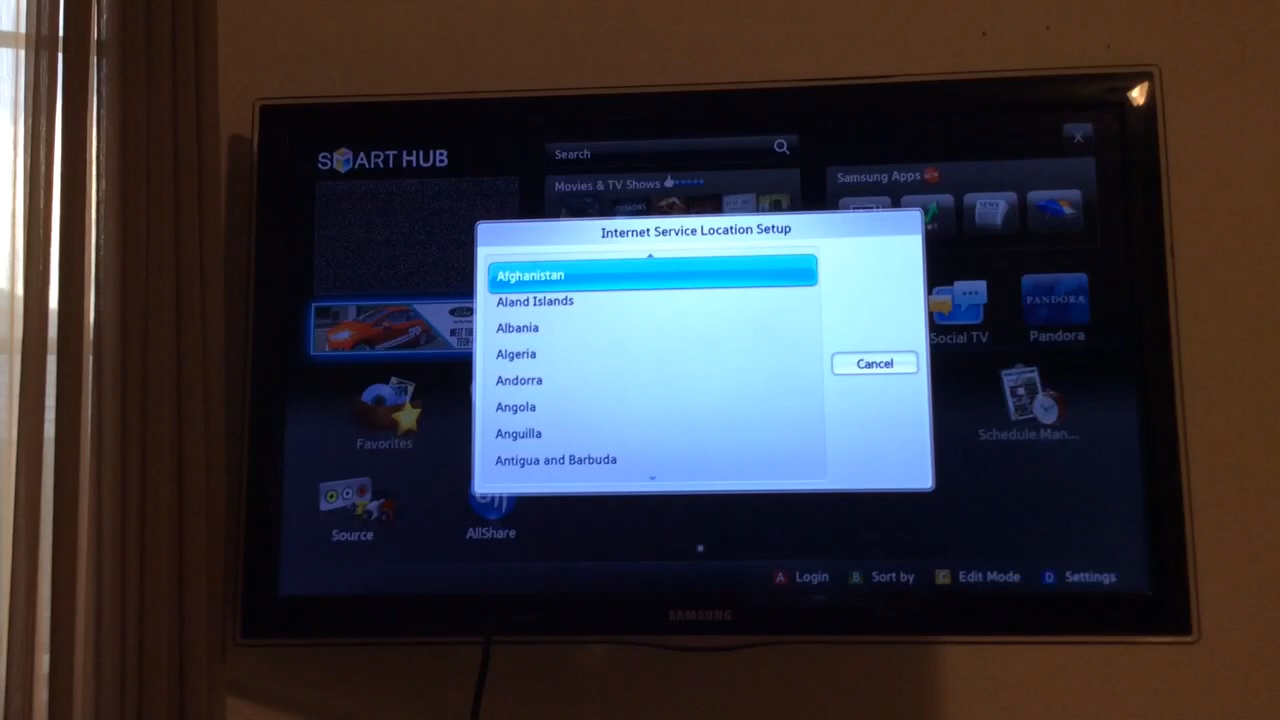 SMART HUB
Search
X
Movies & TV Shows
Samsung Apps
NEWS
Internet Service Location Setup
Afghanistan
Aland Islands
Albania
Algeria
Andorra
Angola
Anguilla
Antigua and Barbuda
Cancel
Social TV
PANDORA
Pandora
Favorites
Schedule Man...
Source
AllShare
A Login
B Sort by
C Edit Mode
D Settings
SAMSUNG